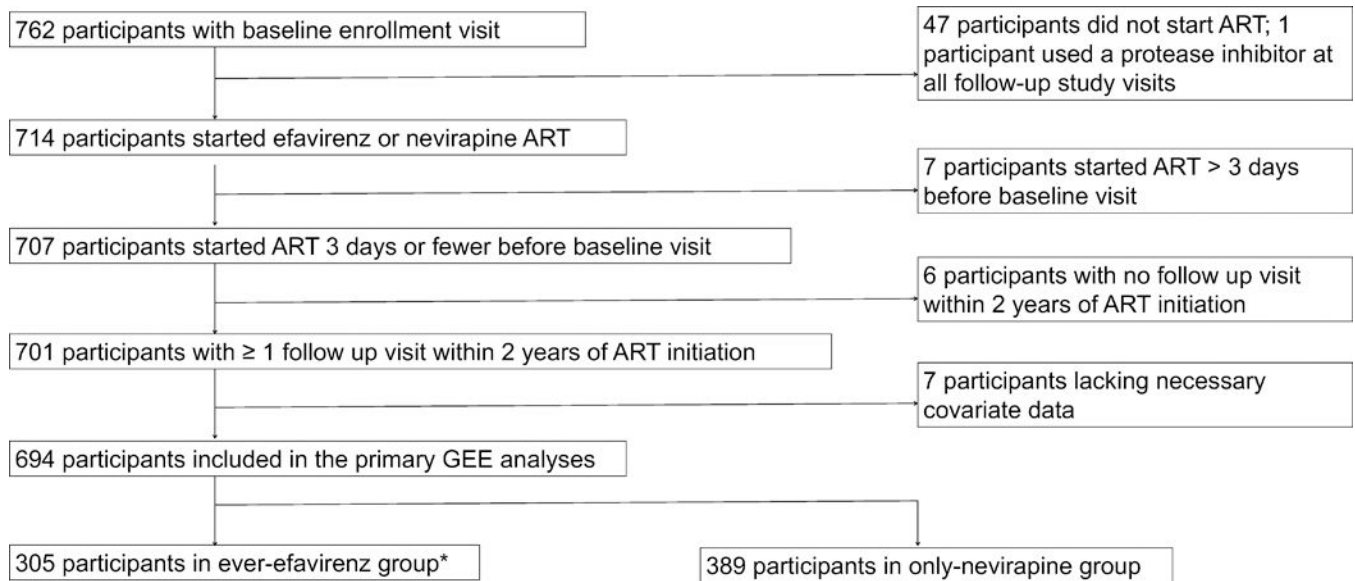 762 participants with baseline enrollment visit
47 participants did not start ART; 1
participant used a protease inhibitor at
all follow-up study visits
714 participants started efavirenz or nevirapine ART
7 participants started ART > 3 days
before baseline visit
707 participants started ART 3 days or fewer before baseline visit
6 participants with no follow up visit
within 2 years of ART initiation
701 participants with ≥ 1 follow up visit within 2 years of ART initiation
7 participants lacking necessary
covariate data
694 participants included in the primary GEE analyses
305 participants in ever-efavirenz group*
389 participants in only-nevirapine group